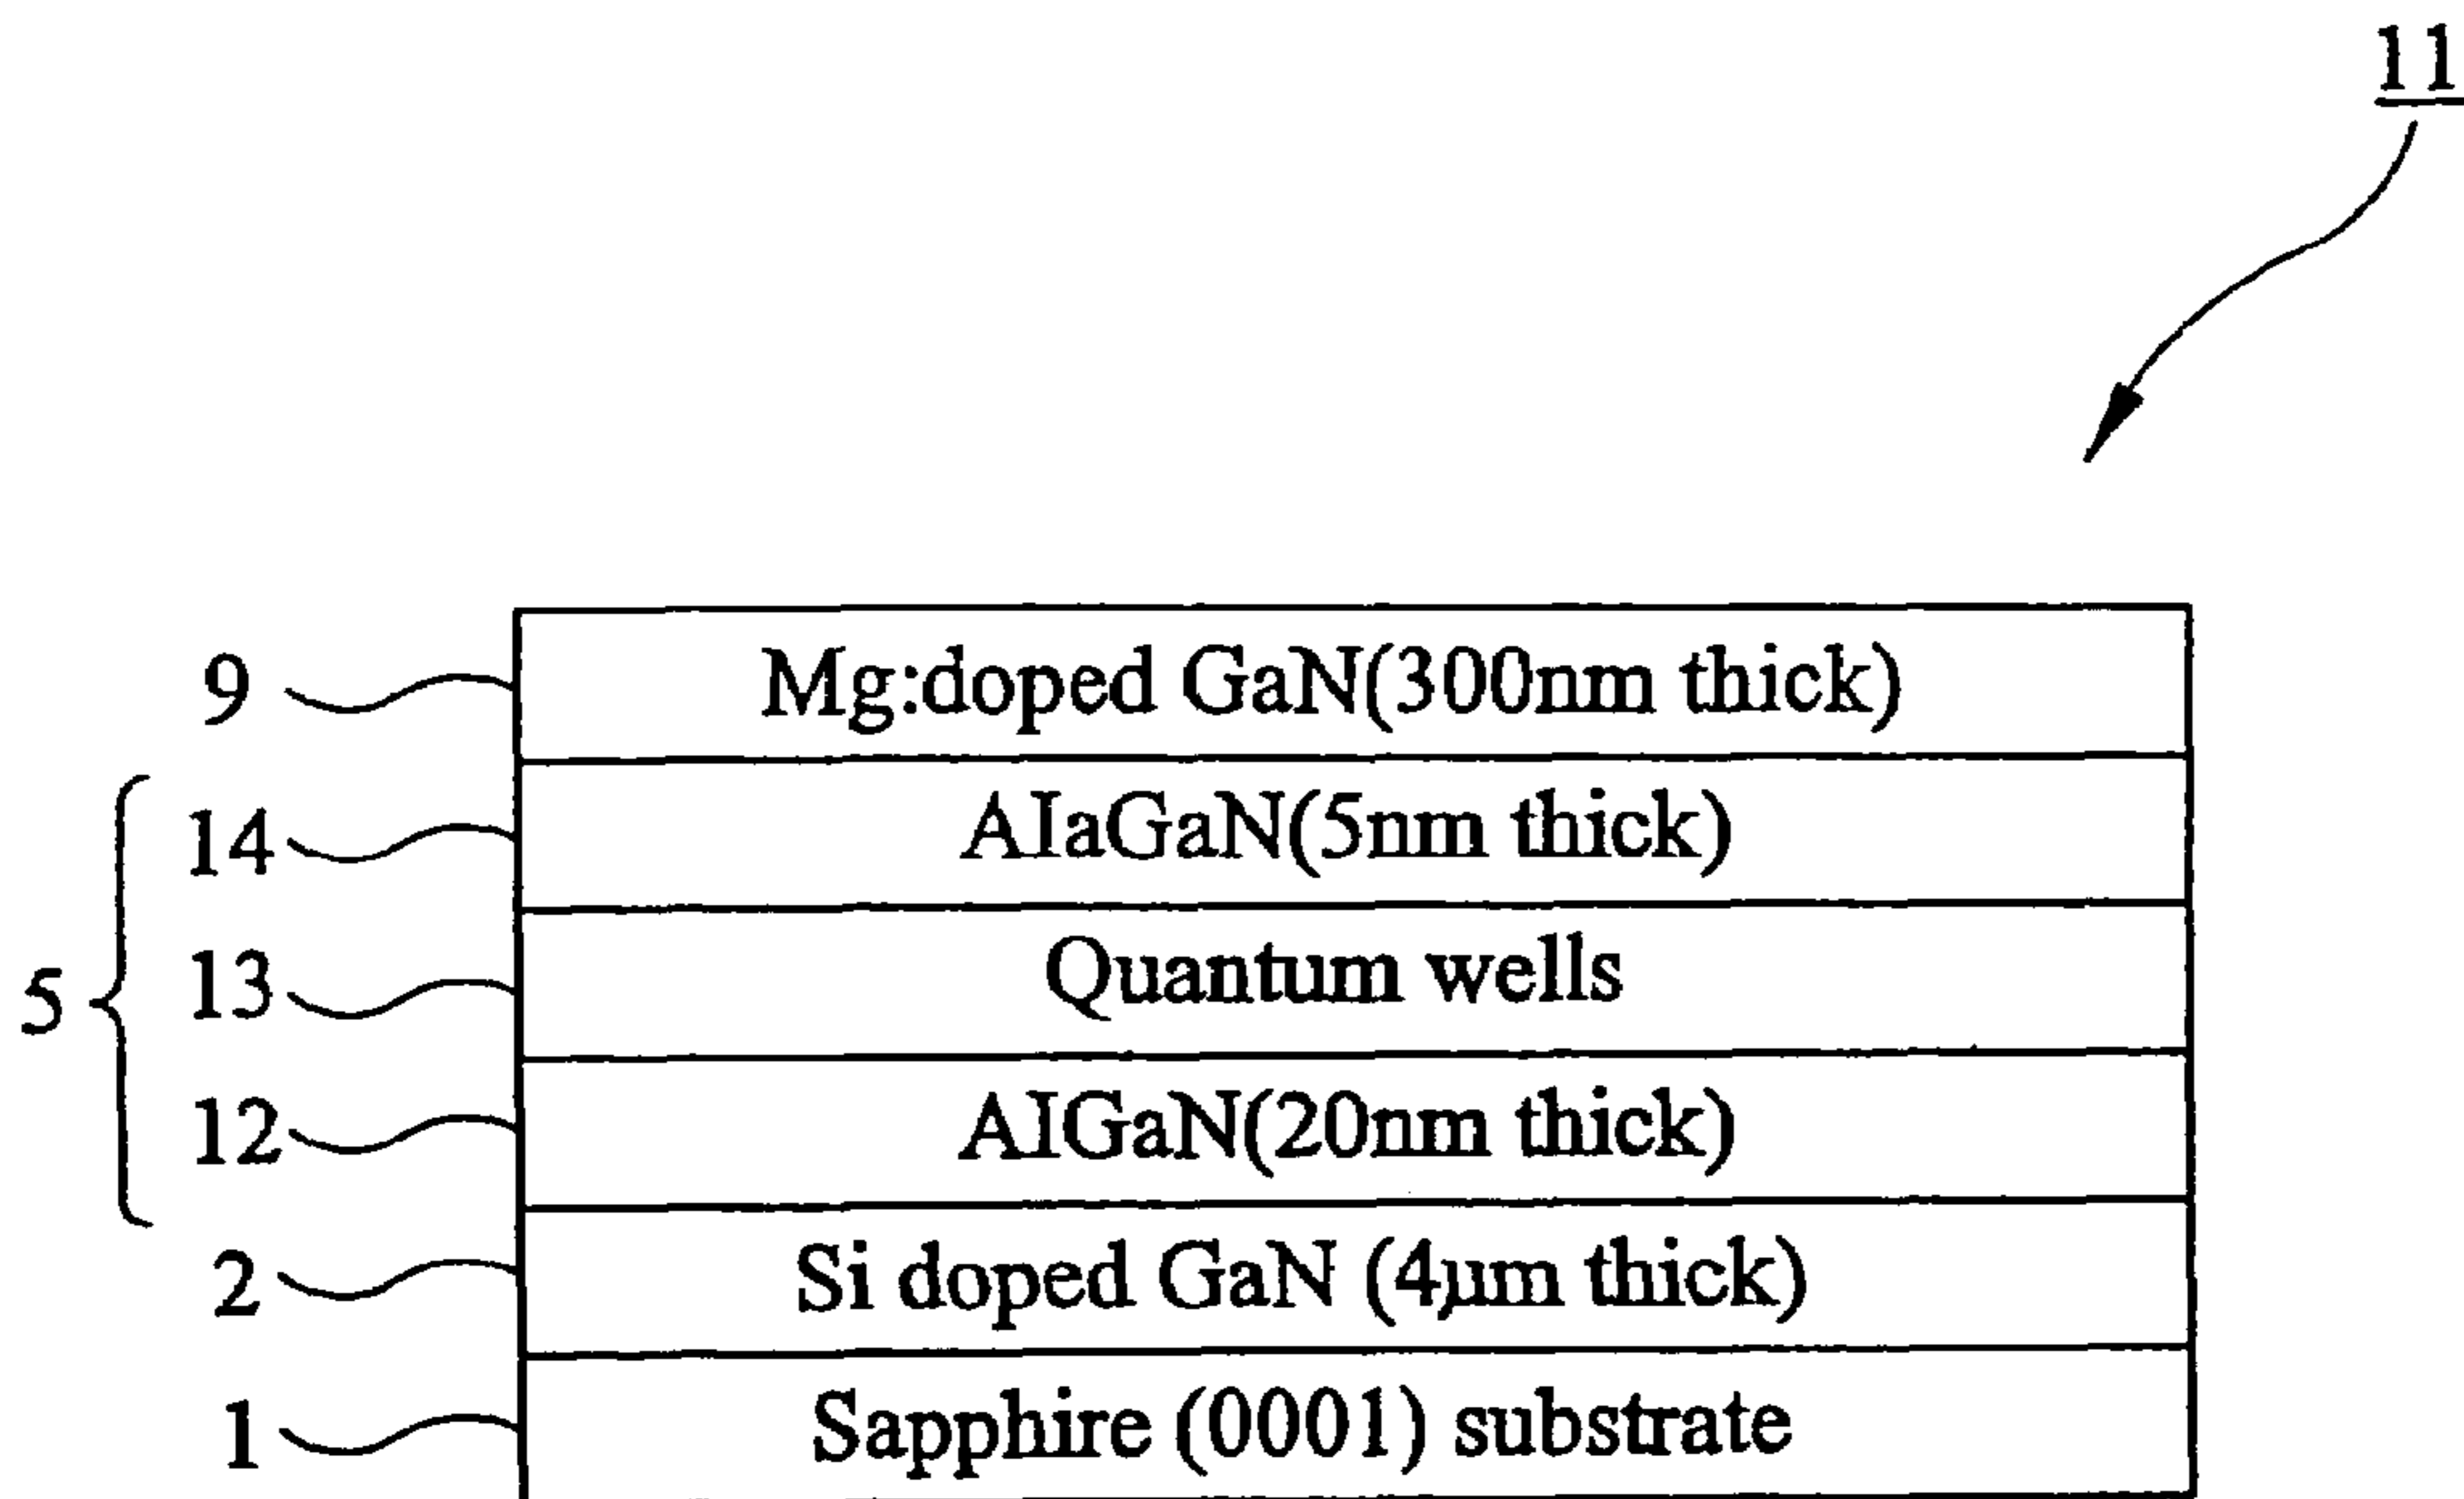 11
9 Mg:doped GaN(300nm thick)
14 AIaGaN(5nm thick)
13 Quantum wells
5
12 AIGaN(20nm thick)
2 Si doped GaN (4μm thick)
1 Sapphire (0001) substrate